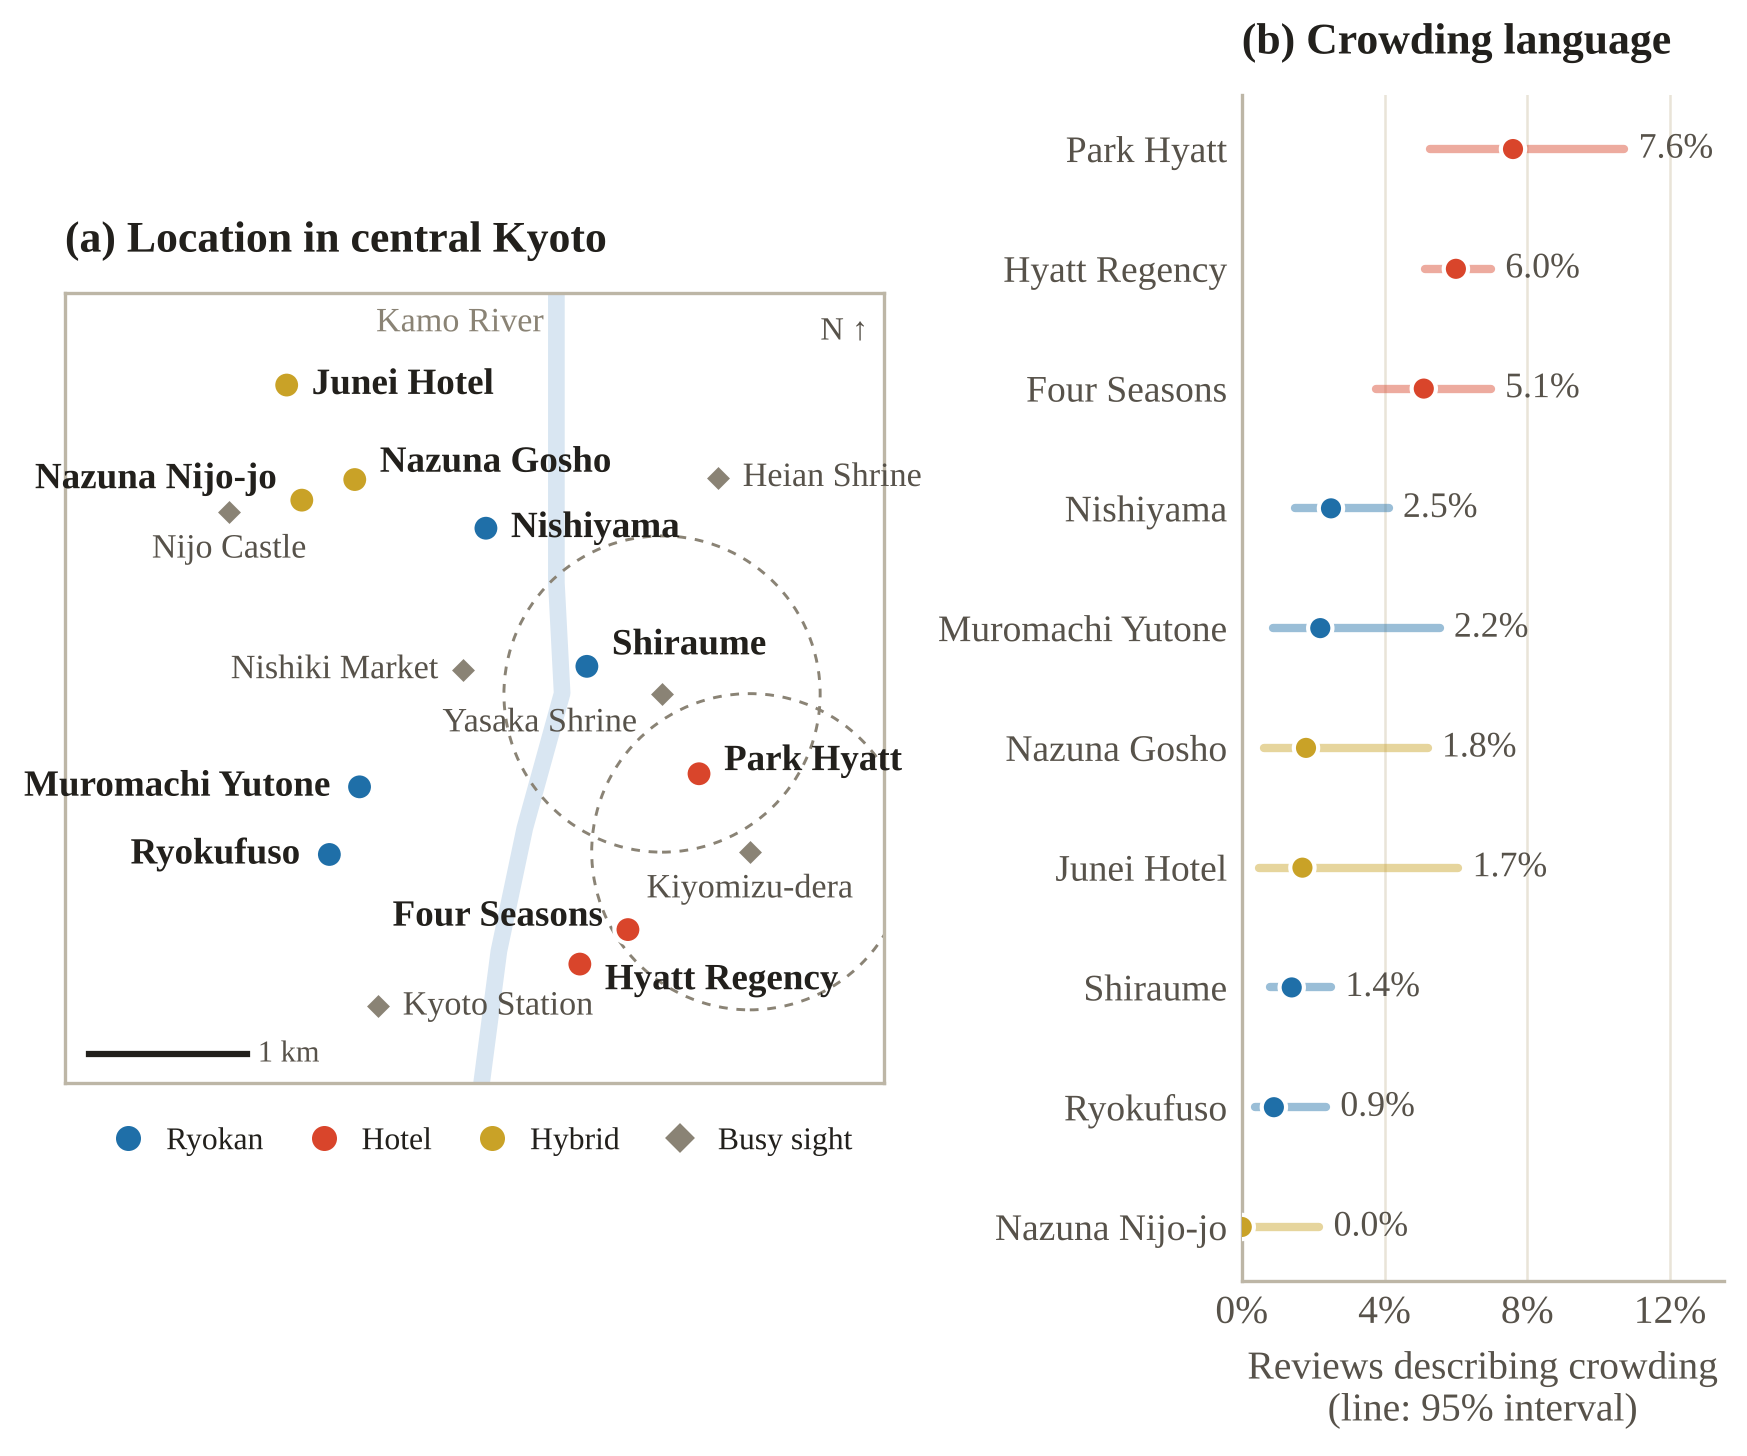 (a) Location in central Kyoto
Kamo River
N ↑
Junei Hotel
Nazuna Gosho
Nazuna Nijo-jo
Heian Shrine
Nijo Castle
Nishiyama
Shiraume
Nishiki Market
Yasaka Shrine
Park Hyatt
Muromachi Yutone
Ryokufuso
Kiyomizu-dera
Four Seasons
Hyatt Regency
Kyoto Station
1 km
Ryokan
Hotel
Hybrid
Busy sight
(b) Crowding language
Park Hyatt 7.6%
Hyatt Regency 6.0%
Four Seasons 5.1%
Nishiyama 2.5%
Muromachi Yutone 2.2%
Nazuna Gosho 1.8%
Junei Hotel 1.7%
Shiraume 1.4%
Ryokufuso 0.9%
Nazuna Nijo-jo 0.0%
0% 4% 8% 12%
Reviews describing crowding
(line: 95% interval)